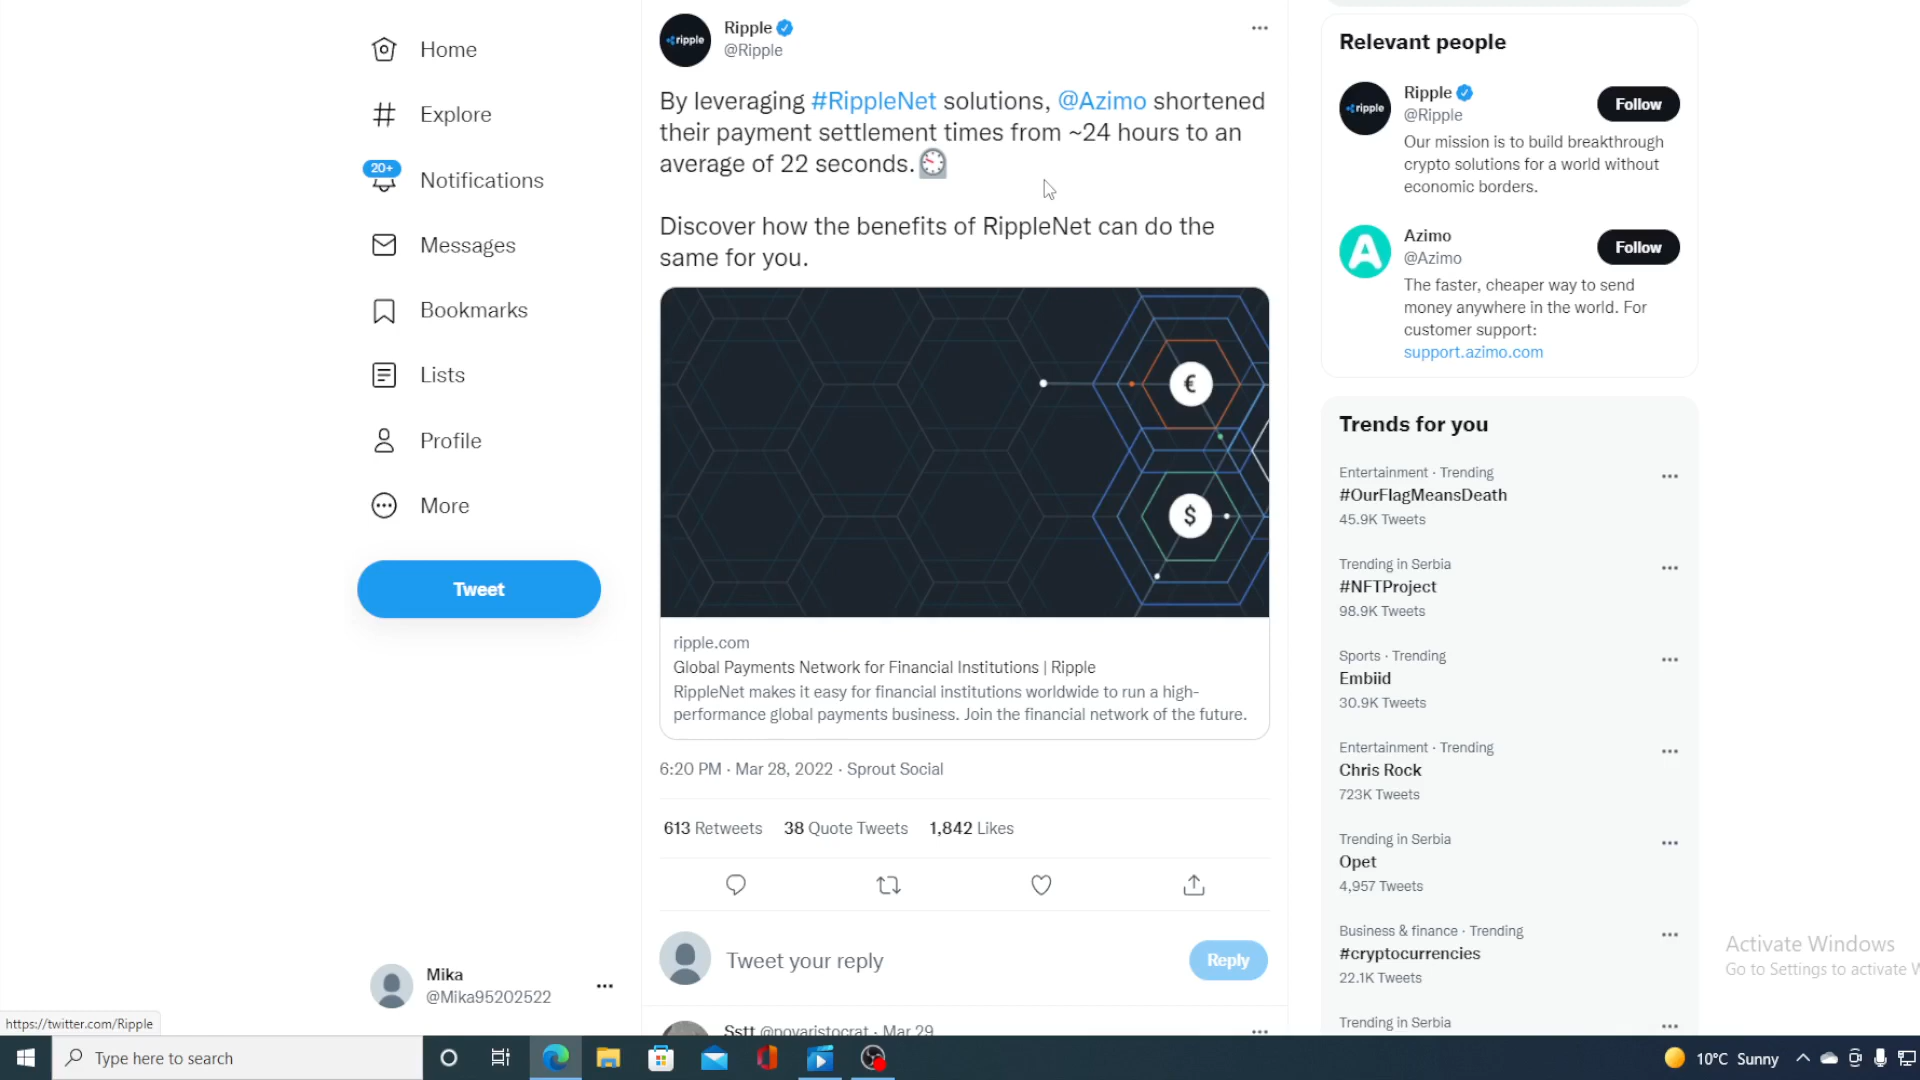 Home
Explore
20+
Notifications
Messages
Bookmarks
Lists
Profile
More
Tweet
Mika
@Mika95202522
https://twitter.com/Ripple
ripple
Ripple
@Ripple
By leveraging #RippleNet solutions, @Azimo shortened
their payment settlement times from ~24 hours to an
average of 22 seconds.
Discover how the benefits of RippleNet can do the
same for you.
€
$
ripple.com
Global Payments Network for Financial Institutions | Ripple
RippleNet makes it easy for financial institutions worldwide to run a high-
performance global payments business. Join the financial network of the future.
6:20 PM · Mar 28, 2022 · Sprout Social
613 Retweets 38 Quote Tweets 1,842 Likes
Tweet your reply
Reply
Sstt @povaristocrat · Mar 29
Relevant people
ripple
Ripple
@Ripple
Follow
Our mission is to build breakthrough
crypto solutions for a world without
economic borders.
A
Azimo
@Azimo
Follow
The faster, cheaper way to send
money anywhere in the world. For
customer support:
support.azimo.com
Trends for you
Entertainment · Trending
#OurFlagMeansDeath
45.9K Tweets
Trending in Serbia
#NFTProject
98.9K Tweets
Sports · Trending
Embiid
30.9K Tweets
Entertainment · Trending
Chris Rock
723K Tweets
Trending in Serbia
Opet
4,957 Tweets
Business & finance · Trending
#cryptocurrencies
22.1K Tweets
Trending in Serbia
Activate Windows
Go to Settings to activate W
Type here to search
10°C Sunny